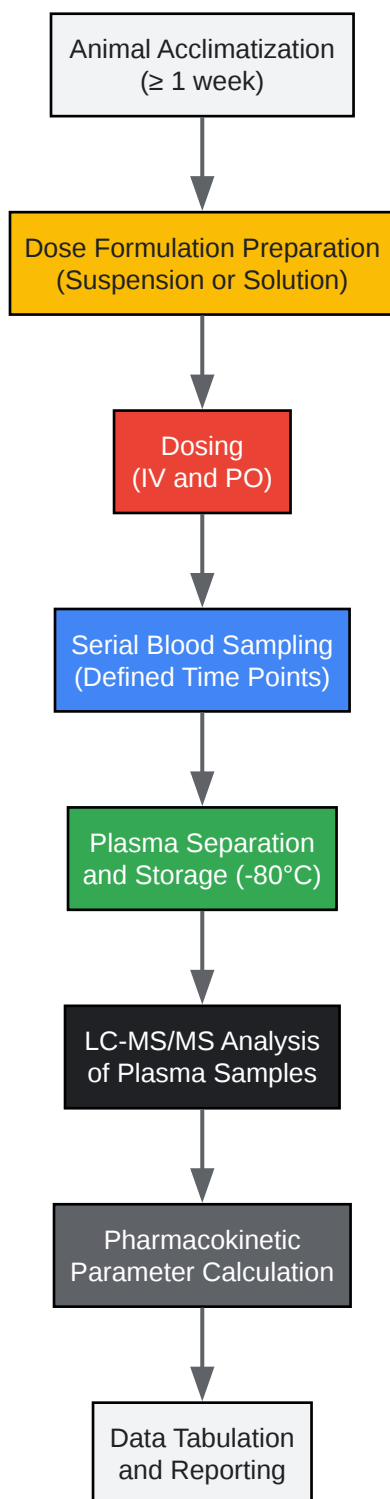 Animal Acclimatization
(≥ 1 week)
Dose Formulation Preparation
(Suspension or Solution)
Dosing
(IV and PO)
Serial Blood Sampling
(Defined Time Points)
Plasma Separation
and Storage (-80°C)
LC-MS/MS Analysis
of Plasma Samples
Pharmacokinetic
Parameter Calculation
Data Tabulation
and Reporting